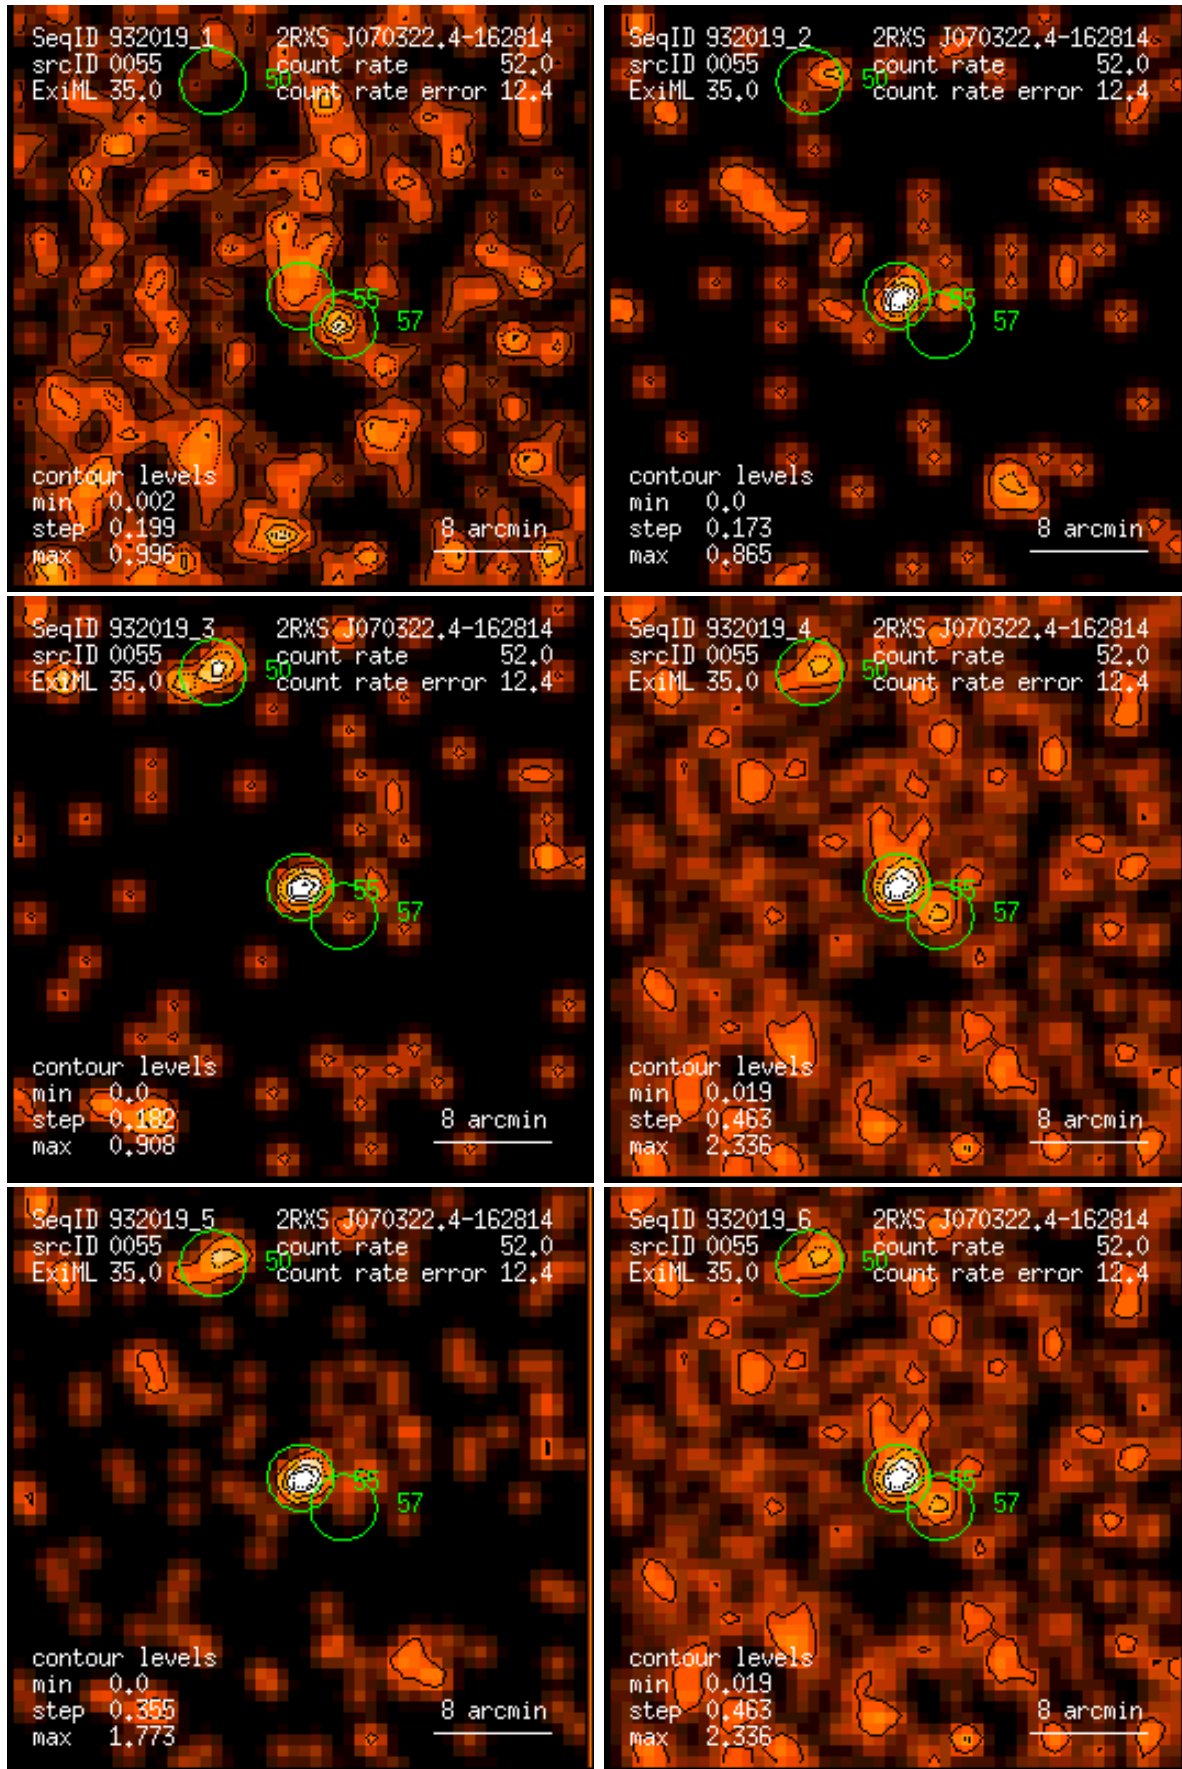 SeqID 932019_1 2RXS J070322.4-162814
srcID 0055 count rate 52.0
ExiML 35.0 count rate error 12.4
50
55
57
contour levels
min 0.002
step 0.199 8 arcmin
max 0.996
SeqID 932019_2 2RXS J070322.4-162814
srcID 0055 count rate 52.0
ExiML 35.0 count rate error 12.4
50
55
57
contour levels
min 0.0
step 0.173 8 arcmin
max 0.865
SeqID 932019_3 2RXS J070322.4-162814
srcID 0055 count rate 52.0
ExiML 35.0 count rate error 12.4
50
55
57
contour levels
min 0.0
step 0.182 8 arcmin
max 0.908
SeqID 932019_4 2RXS J070322.4-162814
srcID 0055 count rate 52.0
ExiML 35.0 count rate error 12.4
50
55
57
contour levels
min 0.019
step 0.463 8 arcmin
max 2.336
SeqID 932019_5 2RXS J070322.4-162814
srcID 0055 count rate 52.0
ExiML 35.0 count rate error 12.4
50
55
57
contour levels
min 0.0
step 0.355 8 arcmin
max 1.773
SeqID 932019_6 2RXS J070322.4-162814
srcID 0055 count rate 52.0
ExiML 35.0 count rate error 12.4
50
55
57
contour levels
min 0.019
step 0.463 8 arcmin
max 2.336